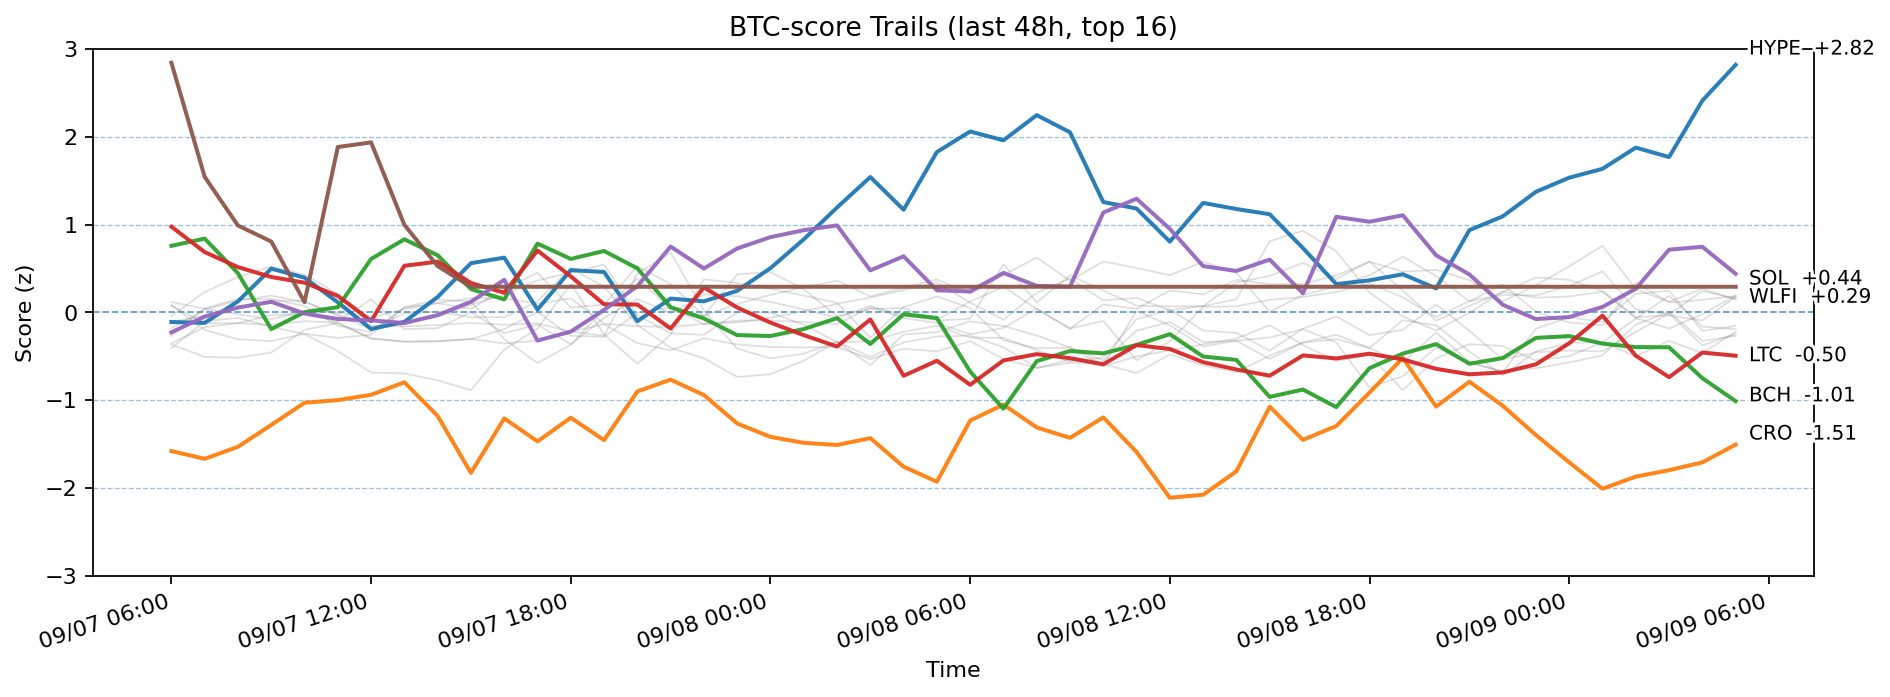 BTC-score Trails (last 48h, top 16)
3
2
1
0
−1
−2
−3
Score (z)
HYPE +2.82
SOL +0.44
WLFI +0.29
LTC -0.50
BCH -1.01
CRO -1.51
09/07 06:00
09/07 12:00
09/07 18:00
09/08 00:00
09/08 06:00
09/08 12:00
09/08 18:00
09/09 00:00
09/09 06:00
Time